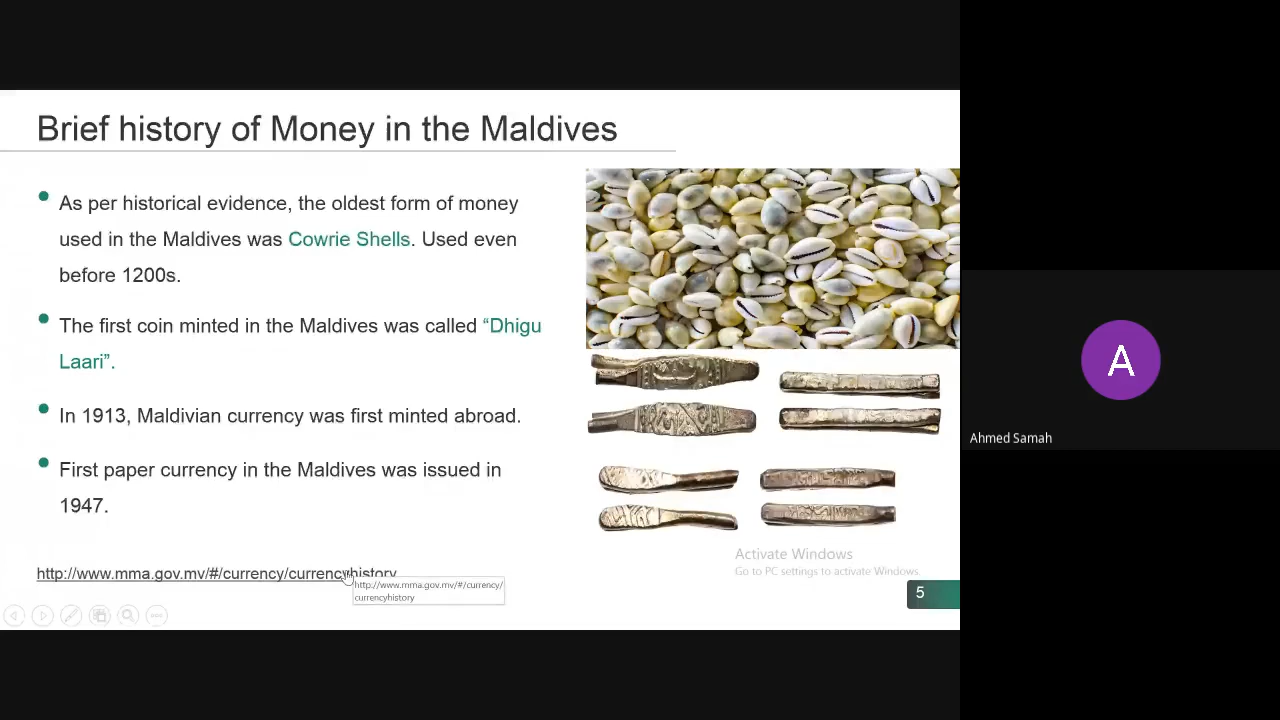 Brief history of Money in the Maldives
As per historical evidence, the oldest form of money
used in the Maldives was Cowrie Shells. Used even
before 1200s.
The first coin minted in the Maldives was called “Dhigu
Laari”.
In 1913, Maldivian currency was first minted abroad.
First paper currency in the Maldives was issued in
1947.
http://www.mma.gov.mv/#/currency/currencyhistory
http://www.mma.gov.mv/#/currency/
currencyhistory
Activate Windows
Go to PC settings to activate Windows.
5
A
Ahmed Samah